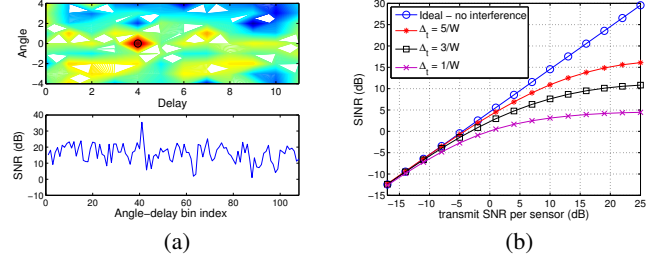 4
2
0
−2
−4
Angle
0 2 4 6 8 10
Delay
40
30
20
10
0
−10
SNR (dB)
0 20 40 60 80 100
Angle−delay bin index
(a)
30
25
20
15
10
5
0
−5
−10
−15
SINR (dB)
Ideal − no interference
Δt = 5/W
Δt = 3/W
Δt = 1/W
−15 −10 −5 0 5 10 15 20 25
transmit SNR per sensor (dB)
(b)